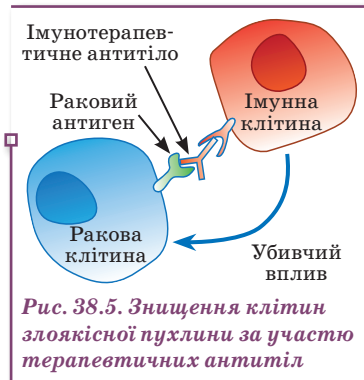 Імунотерапев-
тичне антитіло
Раковий
антиген
Імунна
клітина
Ракова
клітина
Убивчий
вплив
Рис. 38.5. Знищення клітин
злоякісної пухлини за участю
терапевтичних антитіл